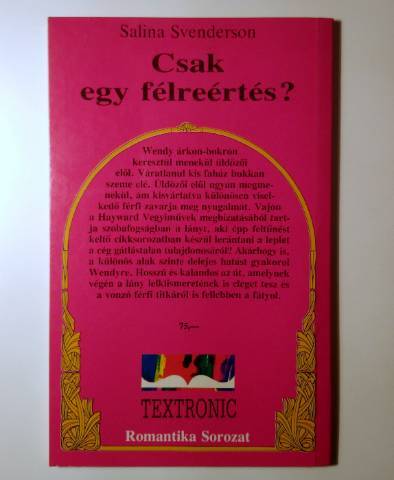 Salina Svenderson
Csak
egy félreértés?
Wendy árkon-bokron
keresztül menekül üldözői
elől. Váratlanul kis faház bukkan
szeme elé. Üldözői elől ugyan megme-
nekül, ám kisvártatva különösen visel-
kedő férfi zavarja meg nyugalmát. Vajon
a Hayward Vegyiművek megbízatásából tart-
ja szobafogságban a lányt, aki épp feltűnést
keltő cikksorozatban készül lerántani a leplet
a cég gátlástalan tulajdonosáról? Akárhogy is,
a különös alak szinte delejes hatást gyakorol
Wendyre. Hosszú és kalandos az út, amelynek
végén a lány lelkiismeretének is eleget tesz és
a vonzó férfi titkáról is fellebben a fátyol.
75,—
TEXTRONIC
Romantika Sorozat